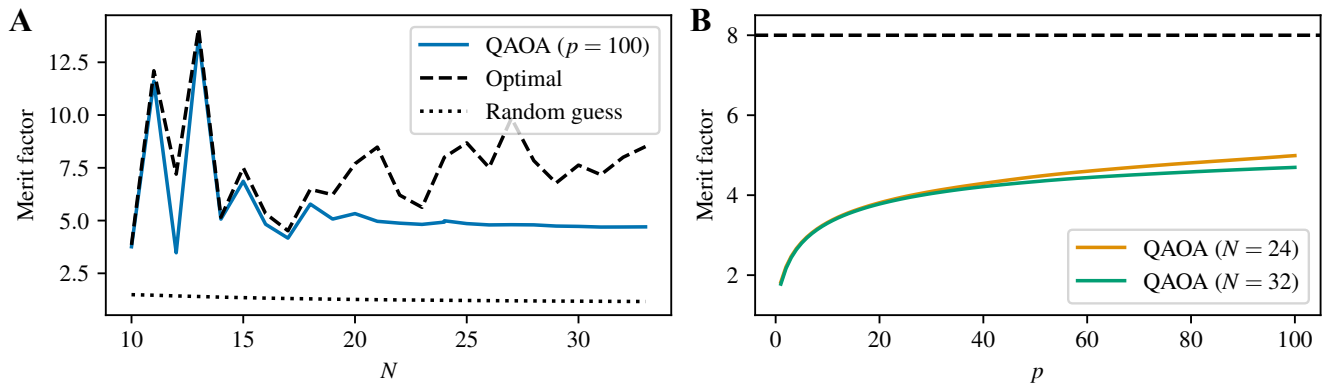 A
Merit factor
12.5
10.0
7.5
5.0
2.5
QAOA (p = 100)
Optimal
Random guess
10 15 20 25 30
N
B
Merit factor
8
6
4
2
QAOA (N = 24)
QAOA (N = 32)
0 20 40 60 80 100
p